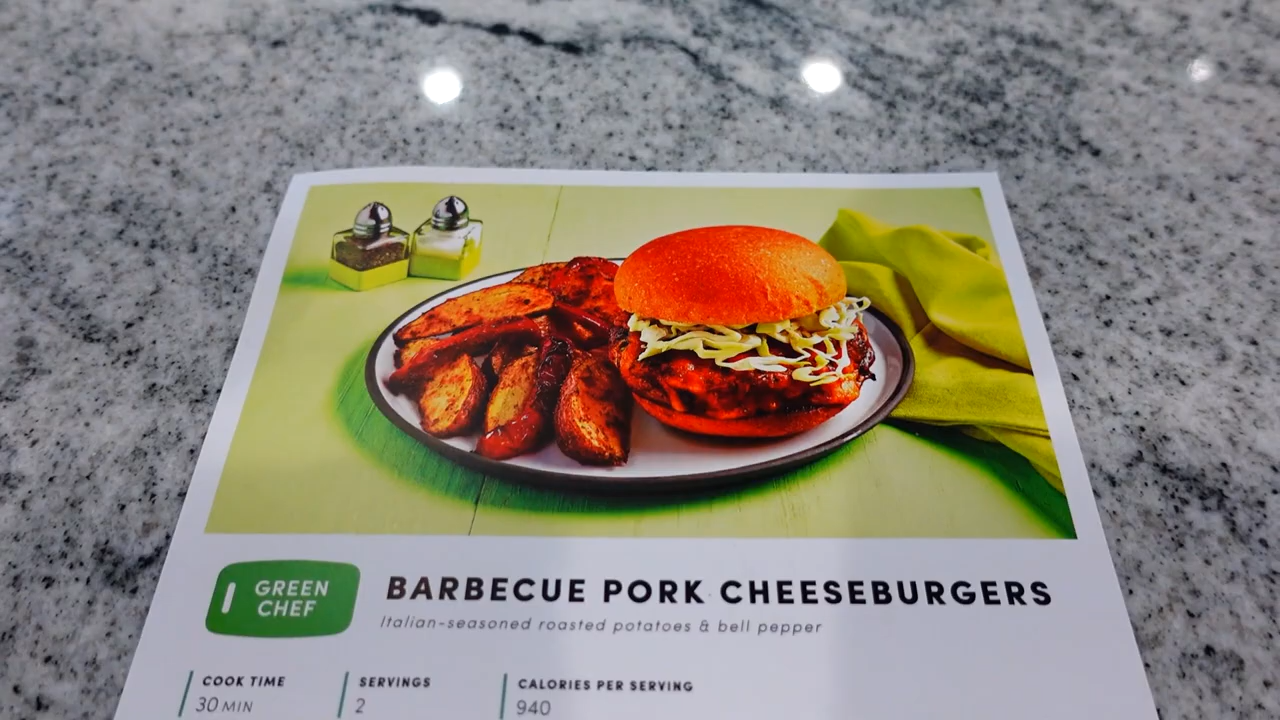 GREEN
CHEF
BARBECUE PORK CHEESEBURGERS
Italian-seasoned roasted potatoes & bell pepper
COOK TIME
30 MIN
SERVINGS
2
CALORIES PER SERVING
940